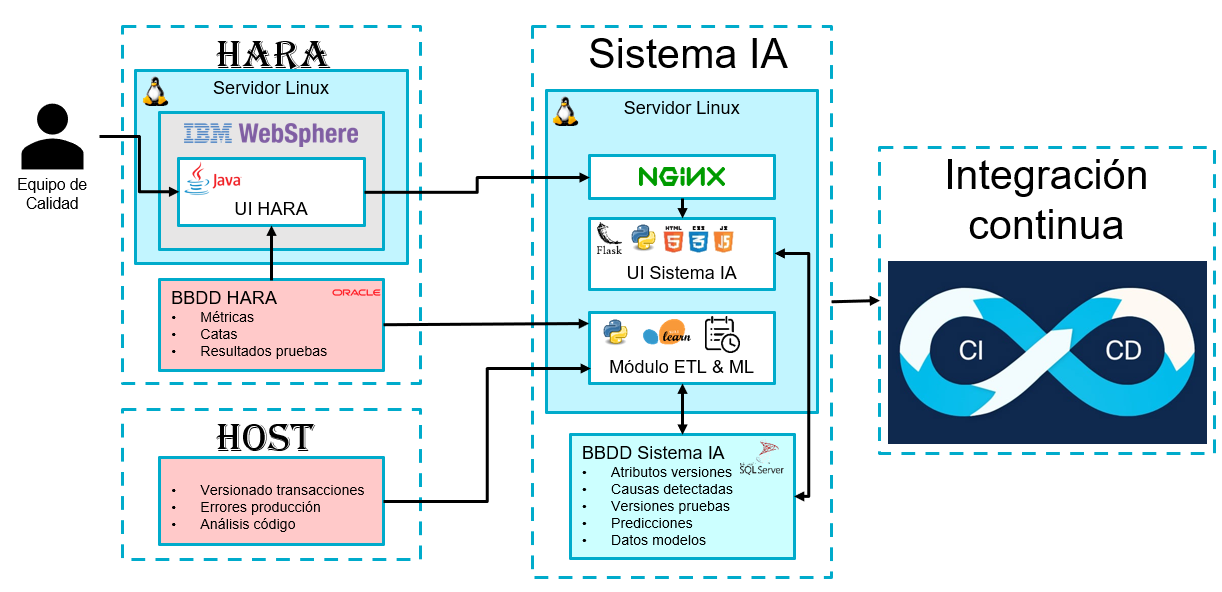 HARA
Servidor Linux
IBM WebSphere
Java
UI HARA
BBDD HARA
ORACLE
• Métricas
• Catas
• Resultados pruebas
Equipo de
Calidad
HOST
• Versionado transacciones
• Errores producción
• Análisis código
Sistema IA
Servidor Linux
NGINX
Flask
HTML
5
CSS
3
JS
5
UI Sistema IA
learn
Módulo ETL & ML
BBDD Sistema IA
SQL Server
• Atributos versiones
• Causas detectadas
• Versiones pruebas
• Predicciones
• Datos modelos
Integración
continua
CI
CD